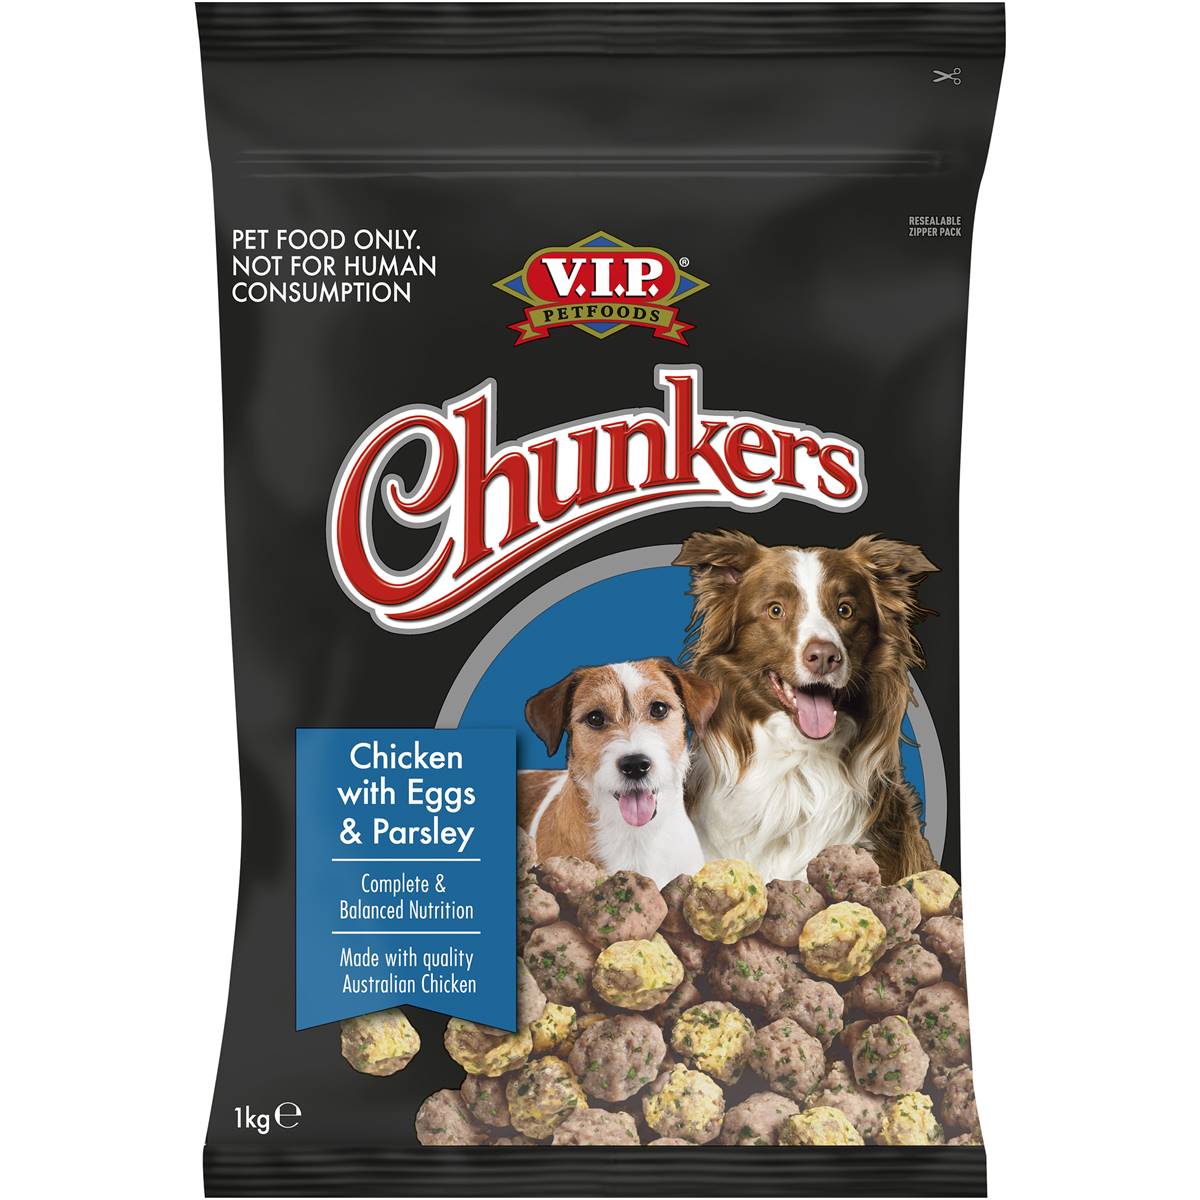 PET FOOD ONLY.
NOT FOR HUMAN
CONSUMPTION
RESEALABLE
ZIPPER PACK
V.I.P.®
PETFOODS
Chunkers
Chicken
with Eggs
& Parsley
Complete &
Balanced Nutrition
Made with quality
Australian Chicken
1kg ℮